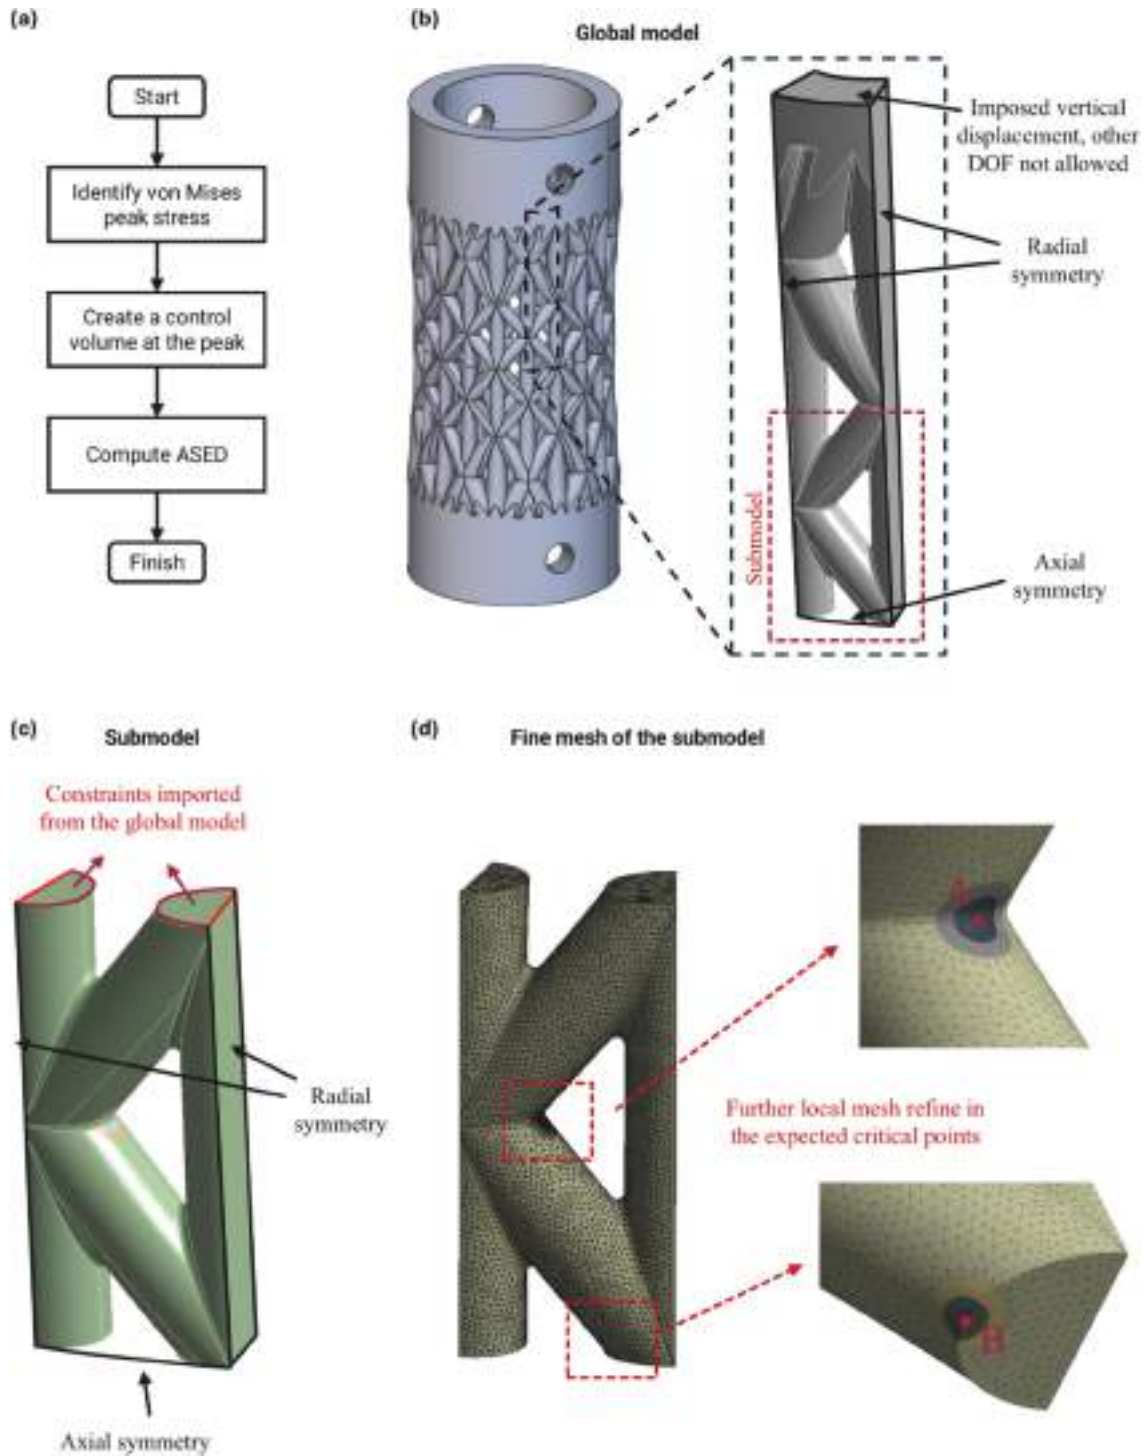 (a)
Start
Identify von Mises
peak stress
Create a control
volume at the peak
Compute ASED
Finish
(b)
Global model
Imposed vertical
displacement, other
DOF not allowed
Radial
symmetry
Submodel
Axial
symmetry
(c)
Submodel
Constraints imported
from the global model
Radial
symmetry
Axial symmetry
(d)
Fine mesh of the submodel
A
Further local mesh refine in
the expected critical points
B